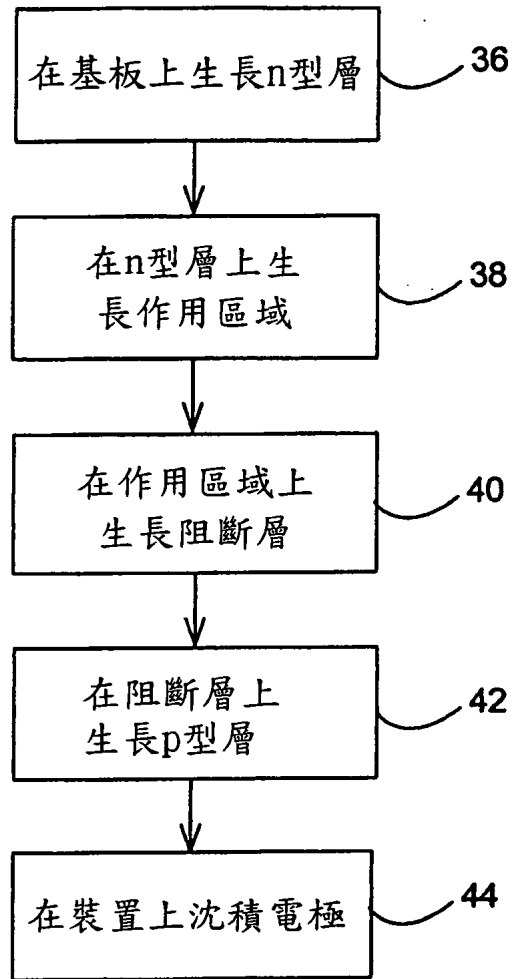 在基板上生長n型層
36
在n型層上生
長作用區域
38
在作用區域上
生長阻斷層
40
在阻斷層上
生長p型層
42
在裝置上沈積電極
44